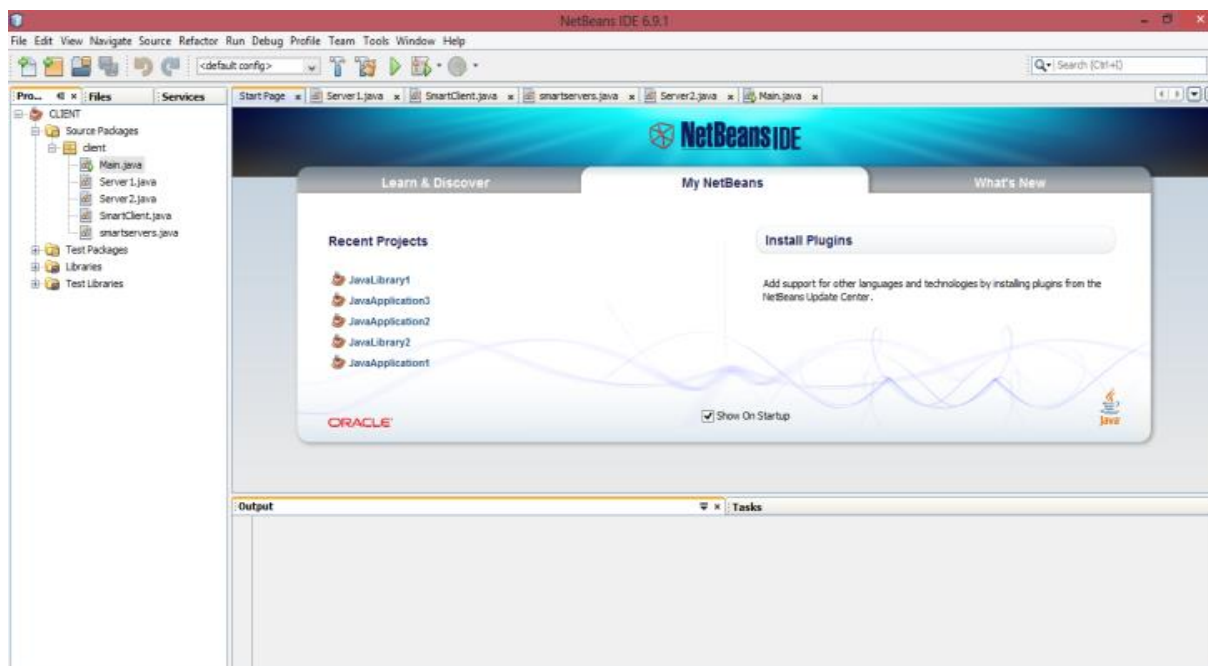 NetBeans IDE 6.9.1
File Edit View Navigate Source Refactor Run Debug Profile Team Tools Window Help
<default config>
Search (Ctrl+I)
Pro... Files Services
Start Page Server1.java SmartClient.java smartservers.java Server2.java Main.java
CLIENT
Source Packages
client
Main.java
Server1.java
Server2.java
SmartClient.java
smartservers.java
Test Packages
Libraries
Test Libraries
NetBeans IDE
Learn & Discover My NetBeans What's New
Recent Projects
JavaLibrary1
JavaApplication3
JavaApplication2
JavaLibrary2
JavaApplication1
Install Plugins
Add support for other languages and technologies by installing plugins from the
NetBeans Update Center.
ORACLE
Show On Startup
Java
Output Tasks